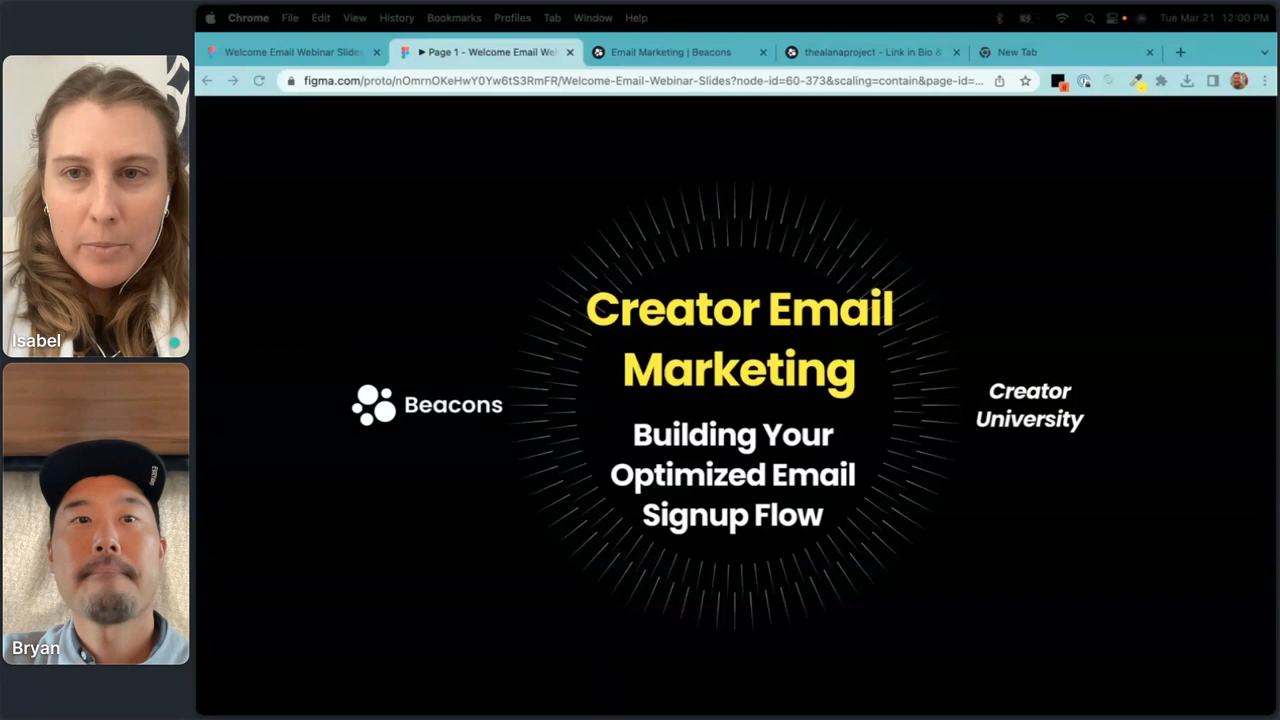 Chrome File Edit View History Bookmarks Profiles Tab Window Help Tue Mar 21 12:00 PM
Welcome Email Webinar Slides Page 1 - Welcome Email We Email Marketing | Beacons thealanaproject - Link in Bio & New Tab
figma.com/proto/nOmrnOKeHwY0Yw6tS3RmFR/Welcome-Email-Webinar-Slides?node-id=60-373&scaling=contain&page-id=...
Isabel
Bryan
Beacons
Creator Email
Marketing
Building Your
Optimized Email
Signup Flow
Creator
University